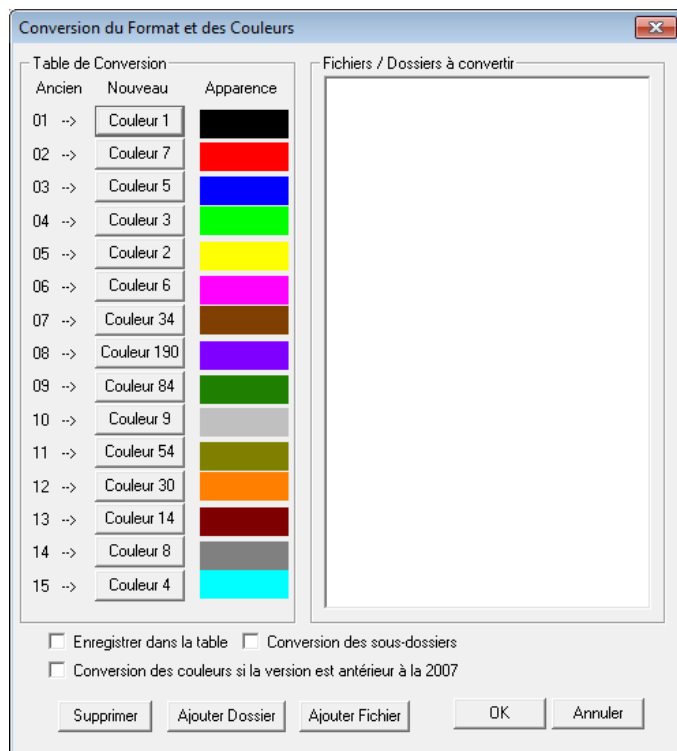 Conversion du Format et des Couleurs
Table de Conversion
Ancien Nouveau Apparence
01 --> Couleur 1
02 --> Couleur 7
03 --> Couleur 5
04 --> Couleur 3
05 --> Couleur 2
06 --> Couleur 6
07 --> Couleur 34
08 --> Couleur 190
09 --> Couleur 84
10 --> Couleur 9
11 --> Couleur 54
12 --> Couleur 30
13 --> Couleur 14
14 --> Couleur 8
15 --> Couleur 4
Fichiers / Dossiers à convertir
Enregistrer dans la table Conversion des sous-dossiers
Conversion des couleurs si la version est antérieur à la 2007
Supprimer Ajouter Dossier Ajouter Fichier OK Annuler